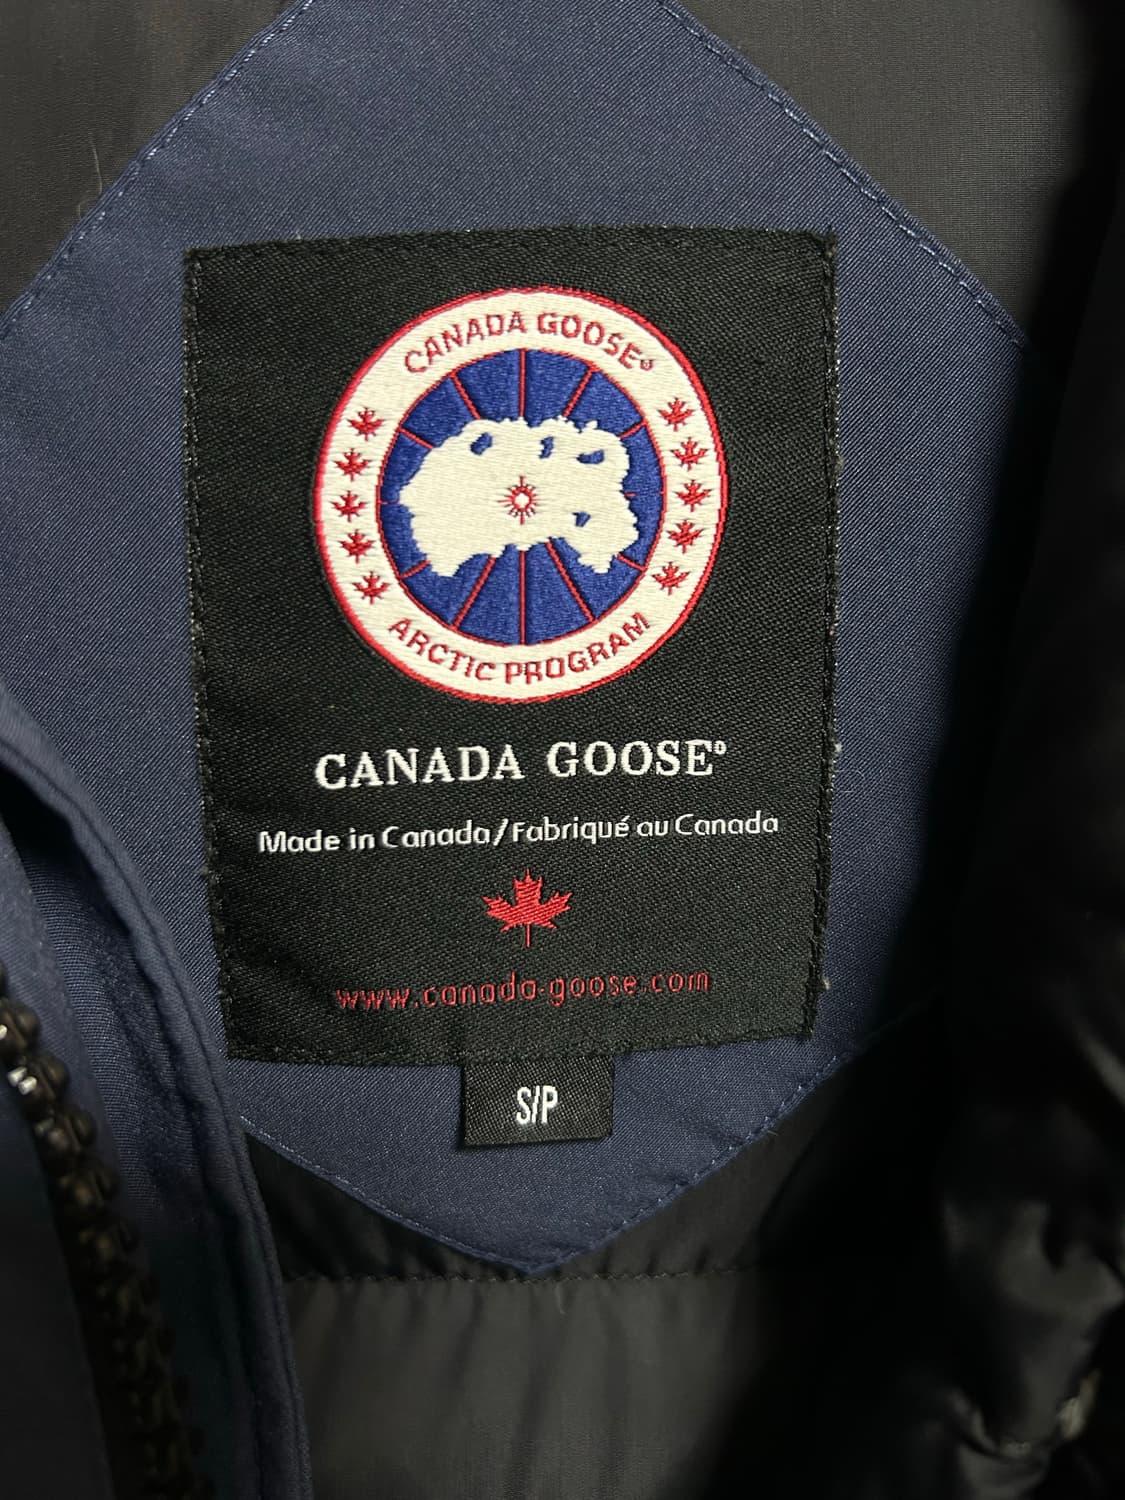 CANADA GOOSE®
ARCTIC PROGRAM
CANADA GOOSE®
Made in Canada/Fabriqué au Canada
www.canada-goose.com
S/P